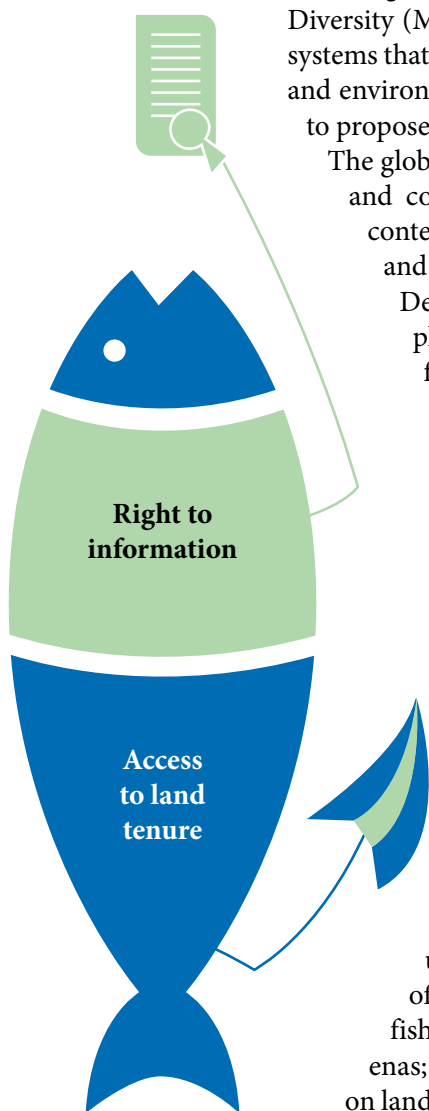 Diversity (M
systems that
and environ
to propose
The glob
and co
conte
and
De
pl
f
Right to
information
Access
to land
tenure
u
of
fish
enas;
on land